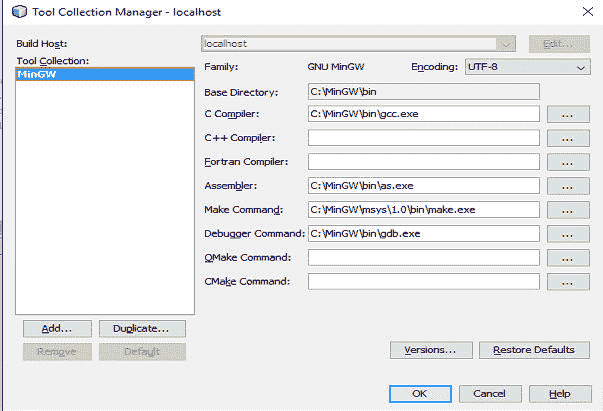 Tool Collection Manager - localhost
Build Host: localhost Edit...
Tool Collection:
MinGW
Family: GNU MinGW Encoding: UTF-8
Base Directory: C:\MinGW\bin
C Compiler: C:\MinGW\bin\gcc.exe ...
C++ Compiler: ...
Fortran Compiler: ...
Assembler: C:\MinGW\bin\as.exe ...
Make Command: C:\MinGW\msys\1.0\bin\make.exe ...
Debugger Command: C:\MinGW\bin\gdb.exe ...
QMake Command: ...
CMake Command: ...
Add... Duplicate...
Remove Default
Versions... Restore Defaults
OK Cancel Help